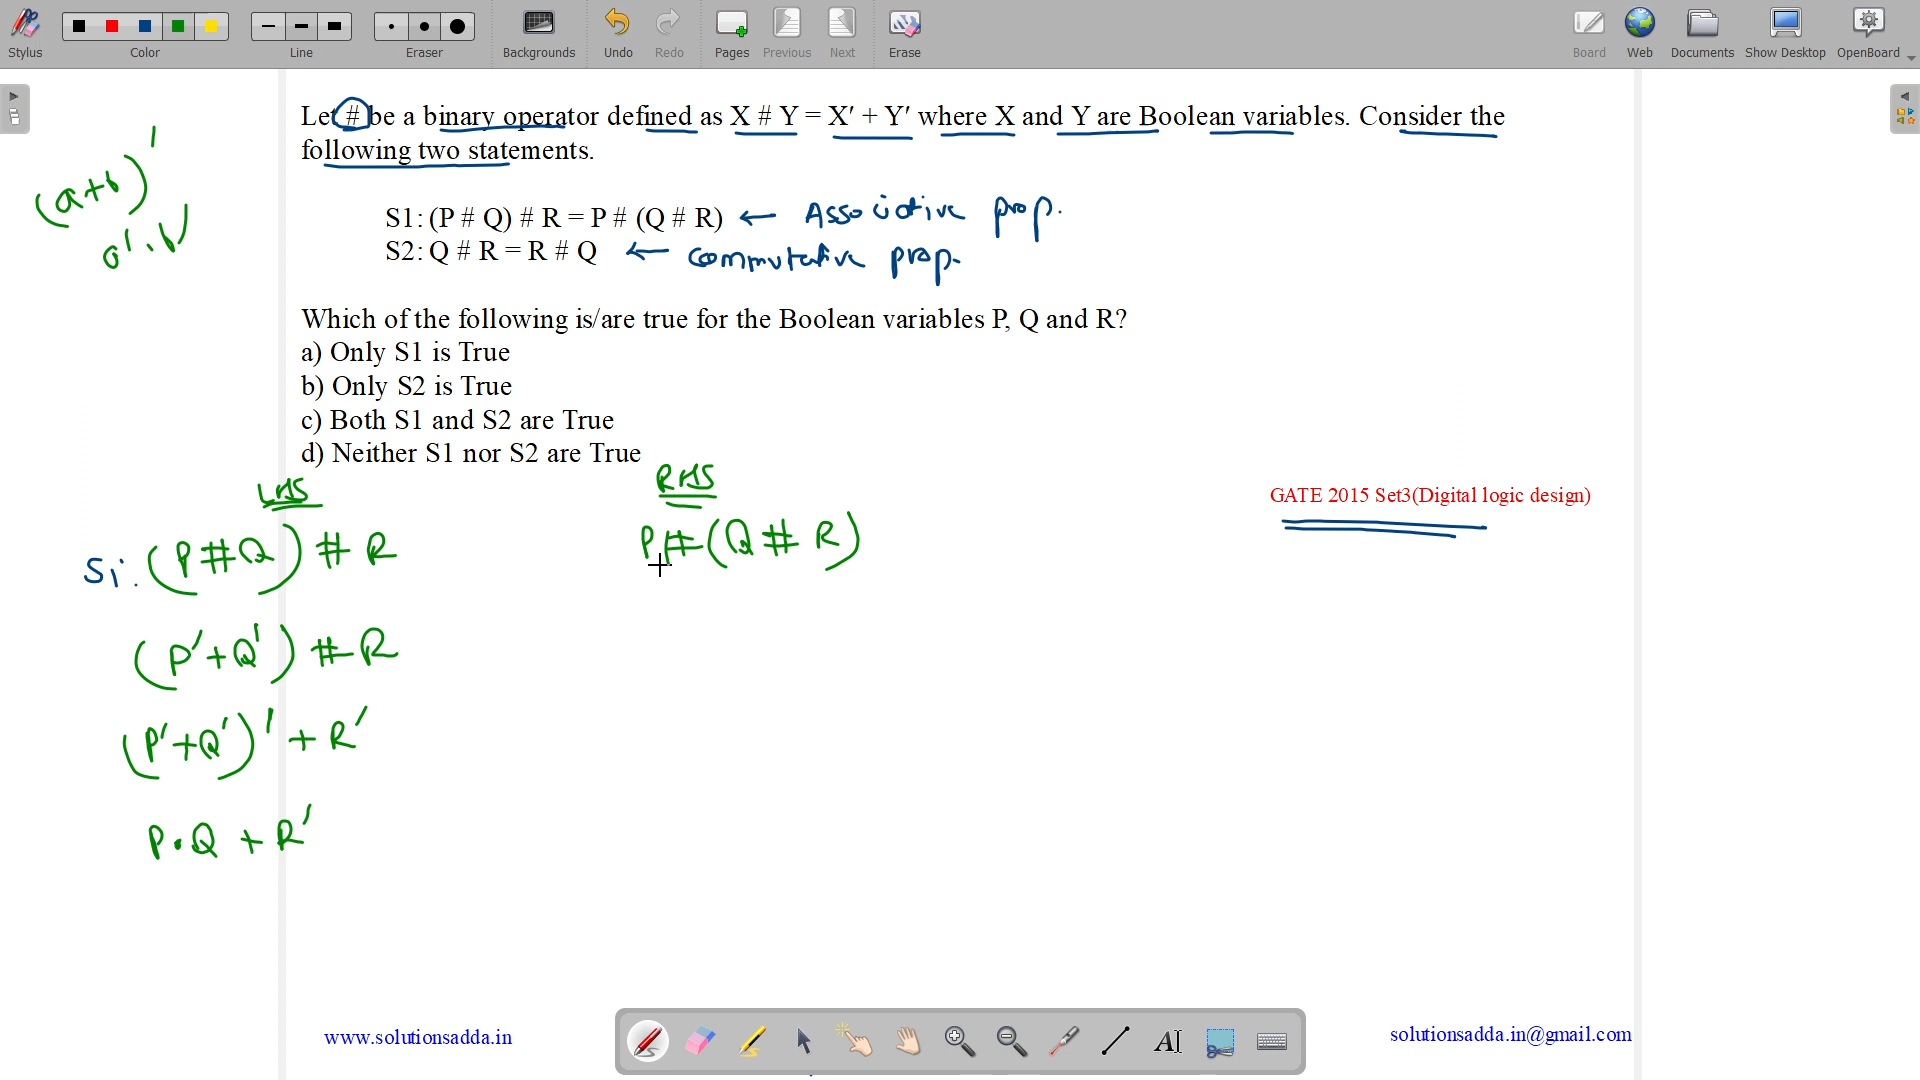 Stylus Color Line Eraser Backgrounds Undo Redo Pages Previous Next Erase Board Web Documents Show Desktop OpenBoard
Let # be a binary operator defined as X # Y = X′ + Y′ where X and Y are Boolean variables. Consider the
following two statements.
(a+b)'
a'.b'
S1: (P # Q) # R = P # (Q # R) ← Associative prop.
S2: Q # R = R # Q ← commutative prop.
Which of the following is/are true for the Boolean variables P, Q and R?
a) Only S1 is True
b) Only S2 is True
c) Both S1 and S2 are True
d) Neither S1 nor S2 are True
GATE 2015 Set3(Digital logic design)
LHS
S1: (P # Q) # R
(P' + Q') # R
(P' + Q')' + R'
P.Q + R'
RHS
P # (Q # R)
www.solutionsadda.in
solutionsadda.in@gmail.com
AI